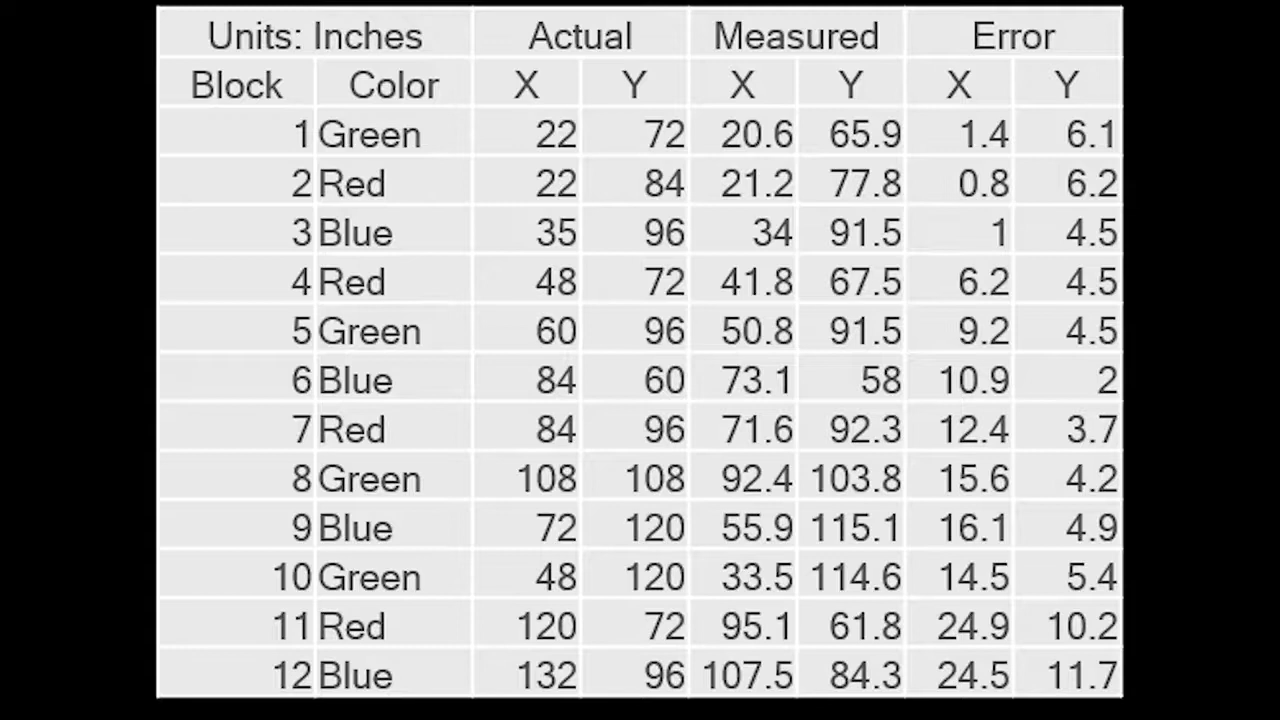 Units: Inches Actual Measured Error
Block Color X Y X Y X Y
1 Green 22 72 20.6 65.9 1.4 6.1
2 Red 22 84 21.2 77.8 0.8 6.2
3 Blue 35 96 34 91.5 1 4.5
4 Red 48 72 41.8 67.5 6.2 4.5
5 Green 60 96 50.8 91.5 9.2 4.5
6 Blue 84 60 73.1 58 10.9 2
7 Red 84 96 71.6 92.3 12.4 3.7
8 Green 108 108 92.4 103.8 15.6 4.2
9 Blue 72 120 55.9 115.1 16.1 4.9
10 Green 48 120 33.5 114.6 14.5 5.4
11 Red 120 72 95.1 61.8 24.9 10.2
12 Blue 132 96 107.5 84.3 24.5 11.7